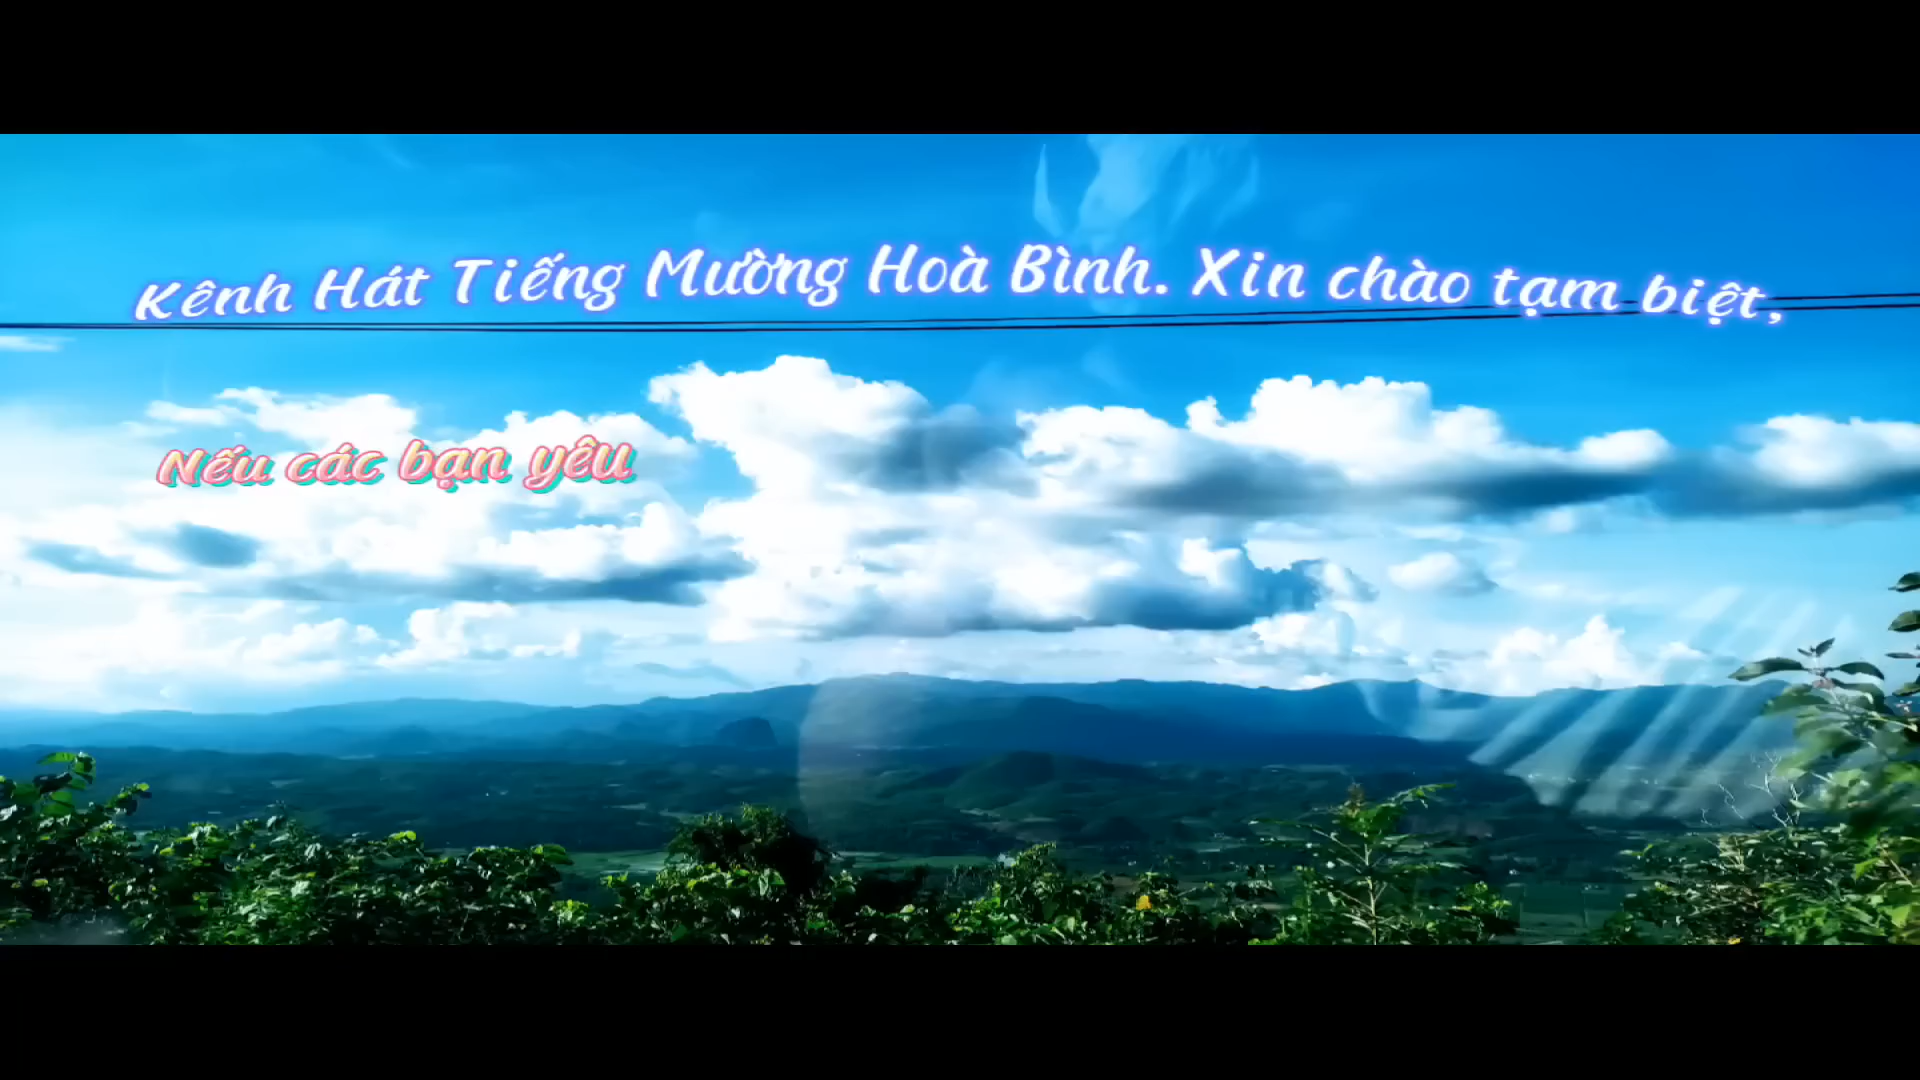 Kênh Hát Tiếng Mường Hoà Bình. Xin chào tạm biệt,
Nếu các bạn yêu